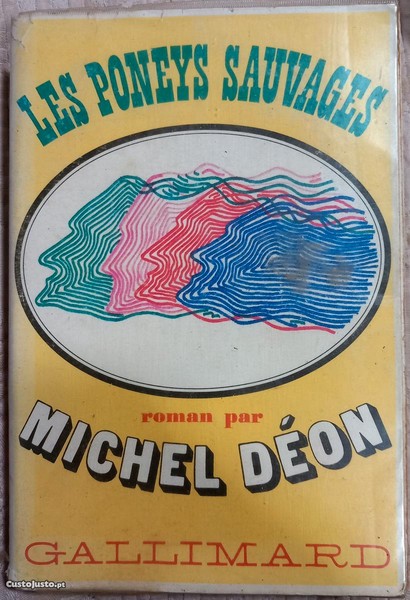 LES PONEYS SAUVAGES
roman par
MICHEL DÉON
GALLIMARD
CustoJusto.pt